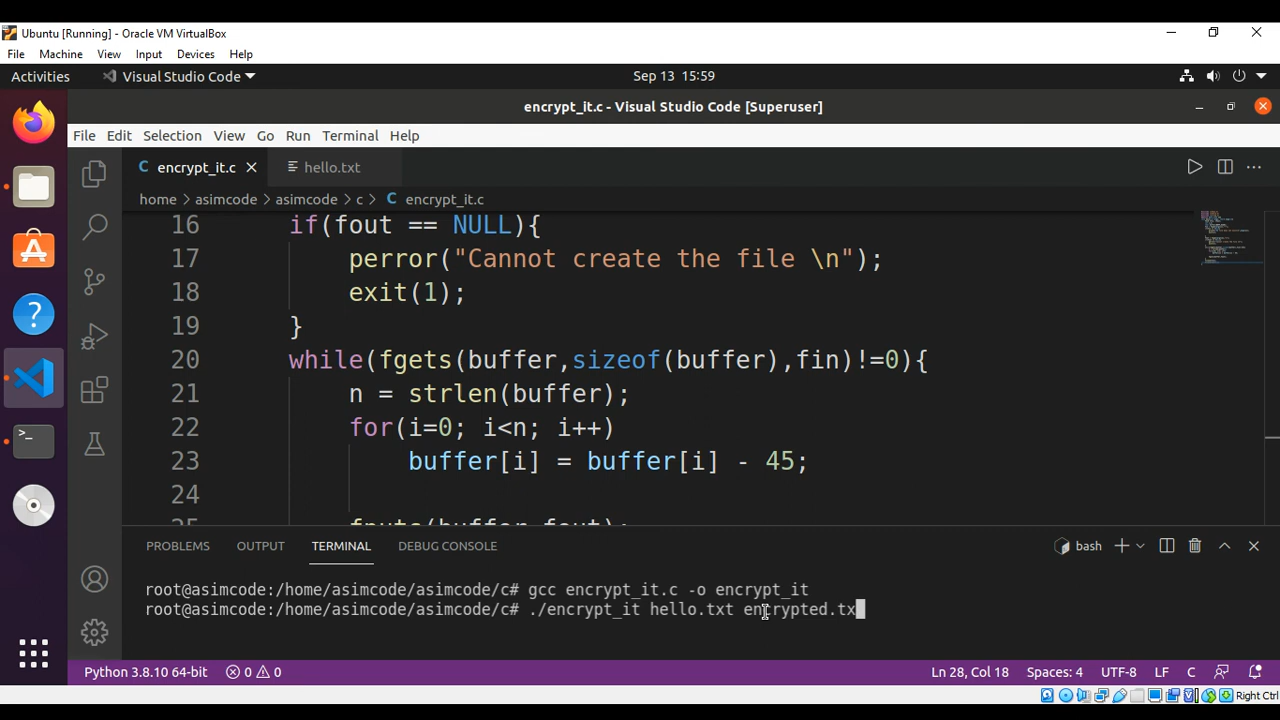 Ubuntu [Running] - Oracle VM VirtualBox
File Machine View Input Devices Help
Activities Visual Studio Code Sep 13 15:59
encrypt_it.c - Visual Studio Code [Superuser]
File Edit Selection View Go Run Terminal Help
C encrypt_it.c hello.txt
home > asimcode > asimcode > c > C encrypt_it.c
16 if(fout == NULL){
17 perror("Cannot create the file \n");
18 exit(1);
19 }
20 while(fgets(buffer,sizeof(buffer),fin)!=0){
21 n = strlen(buffer);
22 for(i=0; i<n; i++)
23 buffer[i] = buffer[i] - 45;
24
25 fputs(buffer,fout);
PROBLEMS OUTPUT TERMINAL DEBUG CONSOLE bash
root@asimcode:/home/asimcode/asimcode/c# gcc encrypt_it.c -o encrypt_it
root@asimcode:/home/asimcode/asimcode/c# ./encrypt_it hello.txt encrypted.tx
Python 3.8.10 64-bit 0 0 Ln 28, Col 18 Spaces: 4 UTF-8 LF C
Right Ctrl